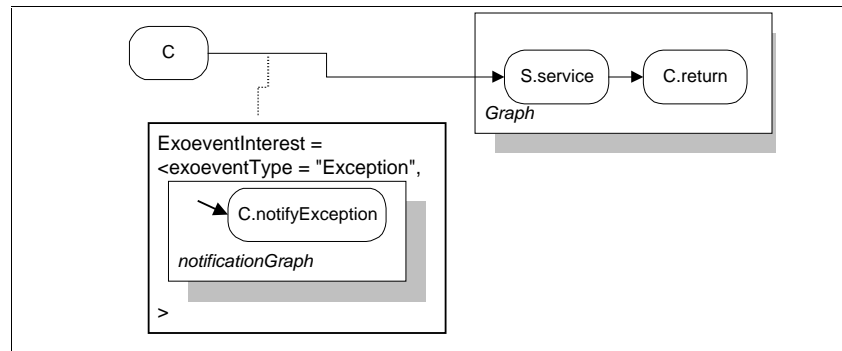 C
S.service
C.return
Graph
ExoeventInterest =
<exoeventType = "Exception",
C.notifyException
notificationGraph
>